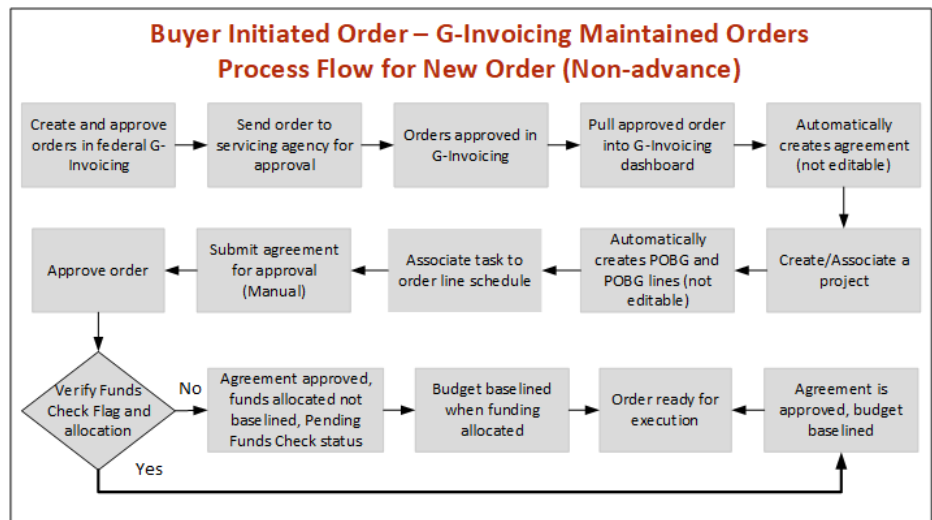 Buyer Initiated Order – G-Invoicing Maintained Orders
Process Flow for New Order (Non-advance)
Create and approve
orders in federal G-
Invoicing
Send order to
servicing agency for
approval
Orders approved in
G-Invoicing
Pull approved order
into G-Invoicing
dashboard
Automatically
creates agreement
(not editable)
Create/Associate a
project
Automatically
creates POBG and
POBG lines (not
editable)
Associate task to
order line schedule
Submit agreement
for approval
(Manual)
Approve order
Verify Funds
Check Flag and
allocation
No
Yes
Agreement approved,
funds allocated not
baselined, Pending
Funds Check status
Budget baselined
when funding
allocated
Order ready for
execution
Agreement is
approved, budget
baselined